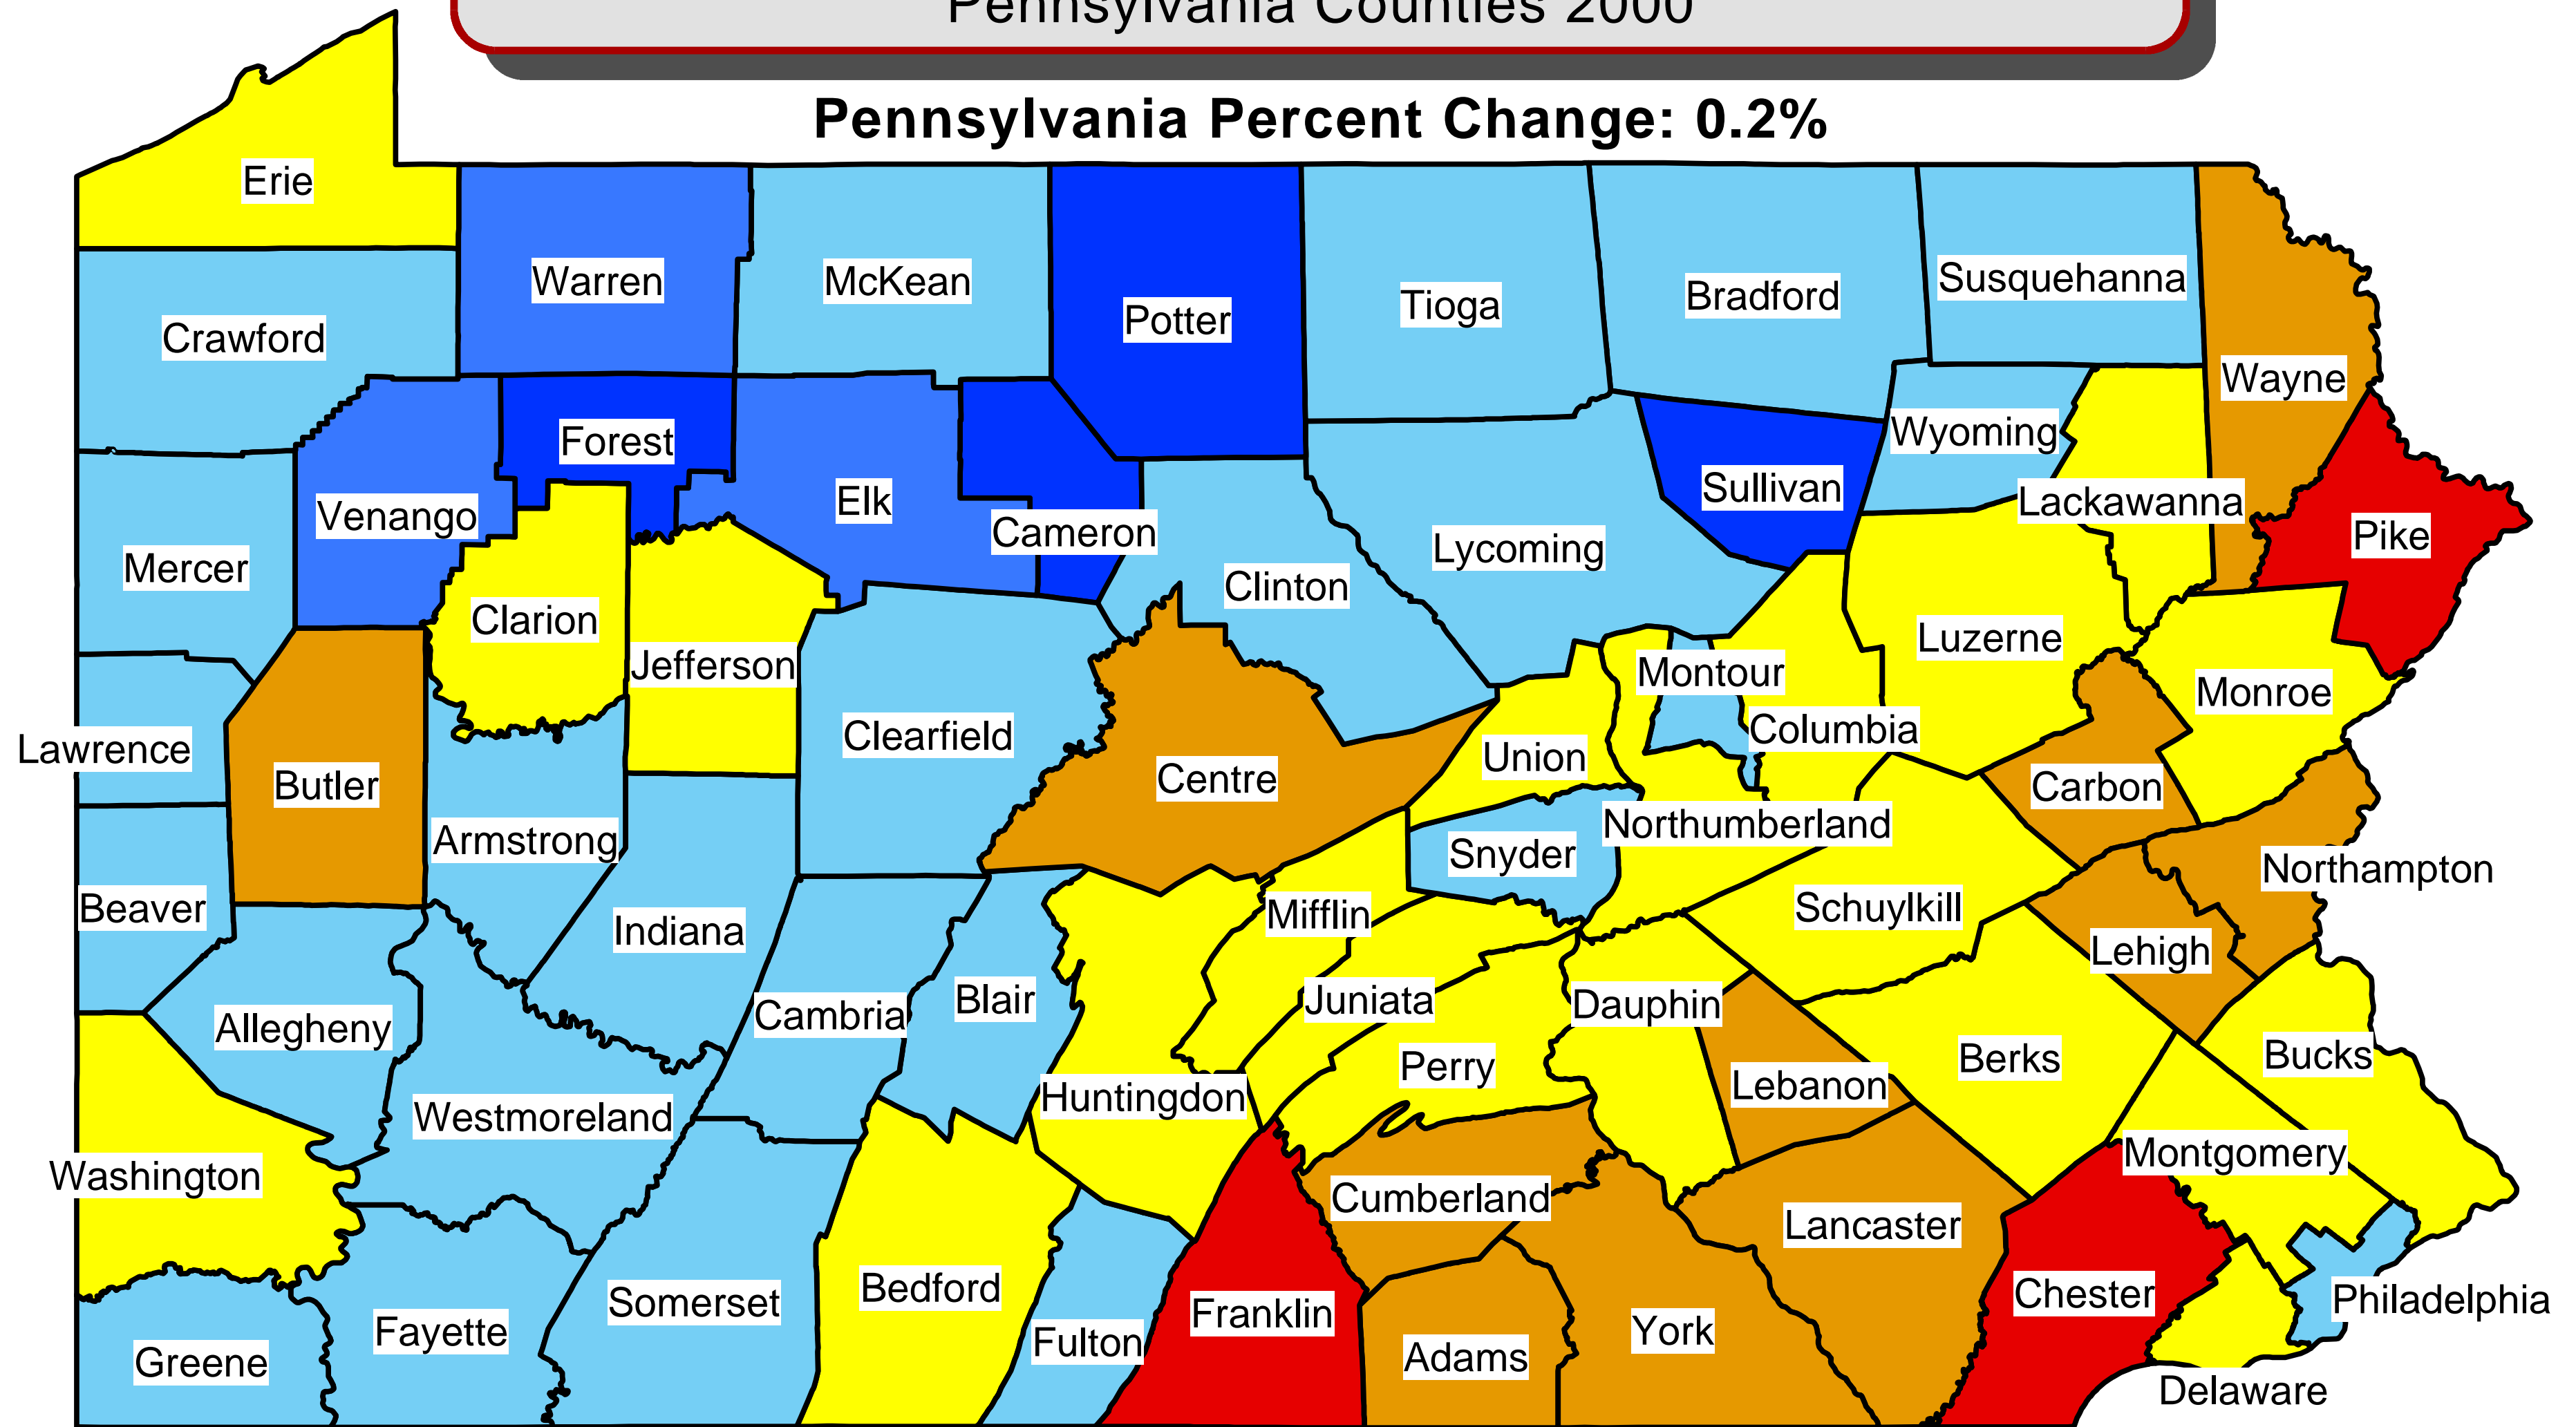 Pennsylvania Counties 2000
Pennsylvania Percent Change: 0.2%
Erie
Warren
McKean
Potter
Tioga
Bradford
Susquehanna
Crawford
Wayne
Forest
Wyoming
Venango
Elk
Cameron
Sullivan
Lackawanna
Pike
Mercer
Lycoming
Clinton
Clarion
Jefferson
Luzerne
Montour
Monroe
Lawrence
Clearfield
Columbia
Butler
Centre
Union
Carbon
Armstrong
Northumberland
Snyder
Northampton
Beaver
Indiana
Mifflin
Schuylkill
Lehigh
Allegheny
Cambria
Blair
Juniata
Dauphin
Berks
Bucks
Perry
Huntingdon
Lebanon
Westmoreland
Washington
Montgomery
Cumberland
Lancaster
Bedford
Somerset
Franklin
Chester
Philadelphia
Greene
Fayette
Fulton
Adams
York
Delaware